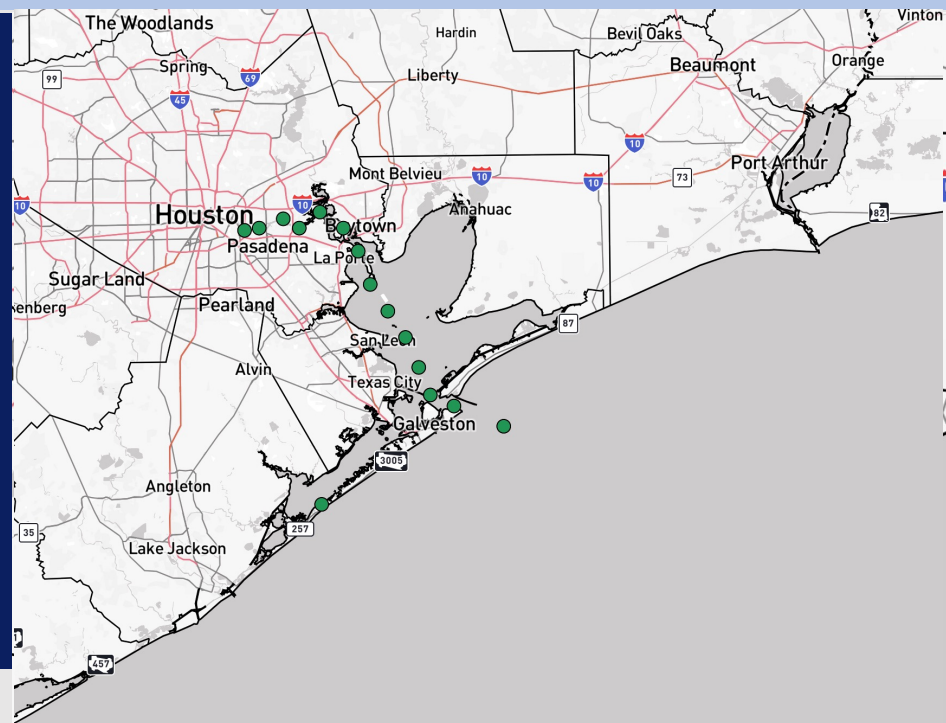 Vinton
The Woodlands
Hardin
Bevil Oaks
Orange
Spring
Beaumont
Liberty
69
99
45
10
Port Arthur
Mont Belvieu
10
73
10
10
10
Houston
Anahuac
82
Baytown
Pasadena
La Porte
Sugar Land
Pearland
enberg
87
San Leon
Alvin
Texas City
Galveston
3005
Angleton
257
35
Lake Jackson
457